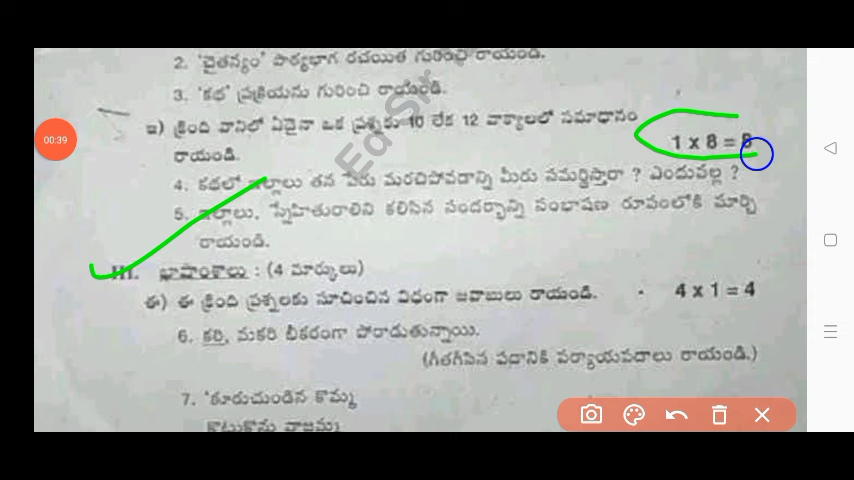 2. 'చైతన్యం' పాఠ్యభాగ రచయిత గురించి రాయండి.
3. 'కథ' ప్రక్రియను గురించి రాయండి.
ఇ) క్రింది వానిలో ఏదైనా ఒక ప్రశ్నకు 10 లేక 12 వాక్యాలలో సమాధానం
రాయండి. 1 x 8 = 8
4. కథలో ఇల్లాలు తన పేరు మరచిపోవడాన్ని మీరు సమర్థిస్తారా ? ఎందువల్ల ?
5. ఇల్లాలు, స్నేహితురాలిని కలిసిన సందర్భాన్ని సంభాషణ రూపంలోకి మార్చి
రాయండి.
III. భాషాంశాలు : (4 మార్కులు)
ఈ) ఈ క్రింది ప్రశ్నలకు సూచించిన విధంగా జవాబులు రాయండి. 4 x 1 = 4
6. కరి, మకరి భీకరంగా పోరాడుతున్నాయి.
(గీతగీసిన పదానికి పర్యాయపదాలు రాయండి.)
7. 'కూరుచుండిన కొమ్మ
00:39